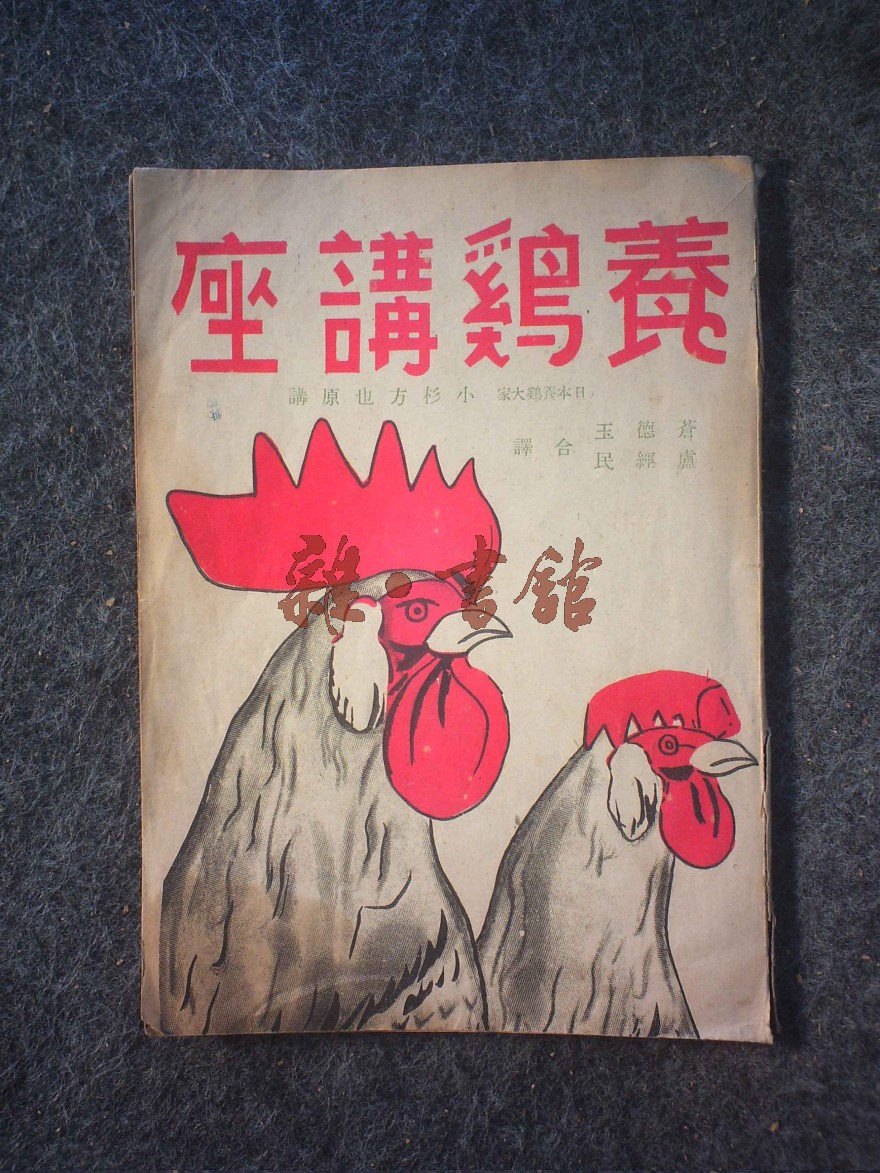 養鷄講座
日本養鷄大家 小杉方也原講
蒼德玉
盧經民
合譯
雜·書館